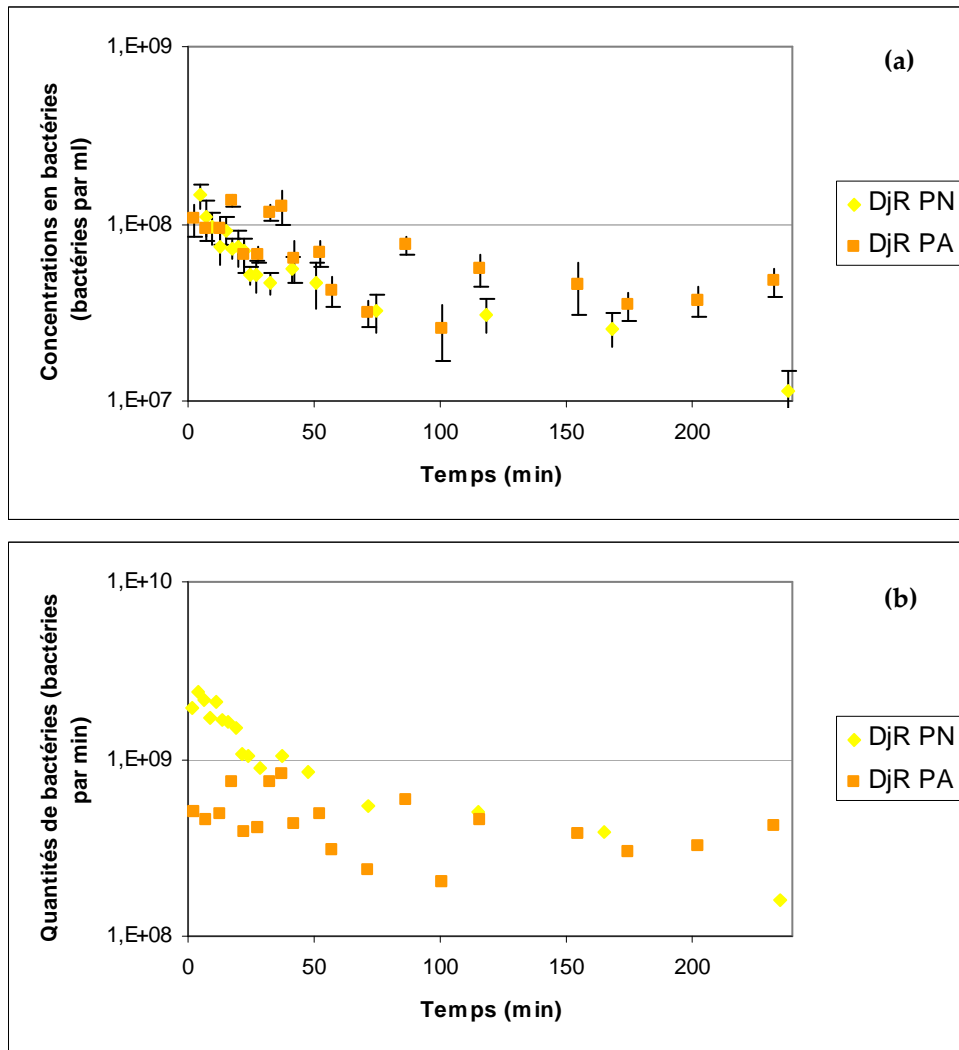 (a)
Concentrations en bactéries
(bactéries par ml)
1,E+09
1,E+08
1,E+07
0 50 100 150 200
Temps (min)
DjR PN
DjR PA
(b)
Quantités de bactéries (bactéries
par min)
1,E+10
1,E+09
1,E+08
0 50 100 150 200
Temps (min)
DjR PN
DjR PA